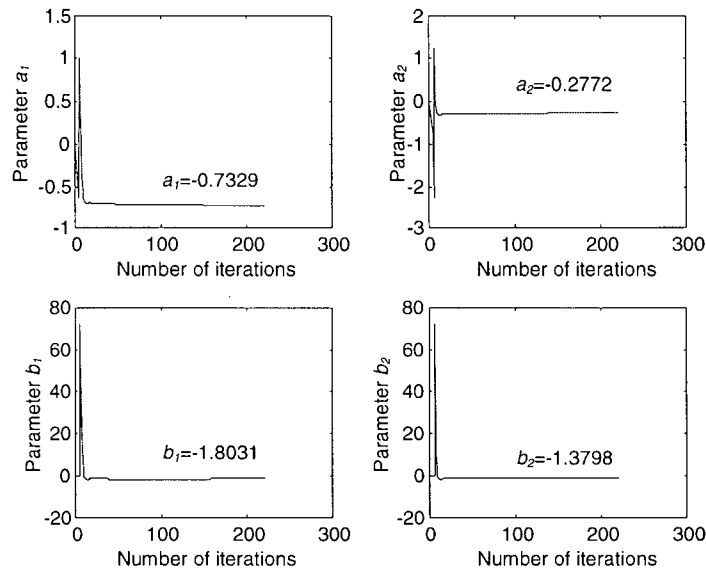 1.5
1
0.5
0
-0.5
-1
Parameter a1
a1=-0.7329
0 100 200 300
Number of iterations
2
1
0
-1
-2
-3
Parameter a2
a2=-0.2772
0 100 200 300
Number of iterations
80
60
40
20
0
-20
Parameter b1
b1=-1.8031
0 100 200 300
Number of iterations
80
60
40
20
0
-20
Parameter b2
b2=-1.3798
0 100 200 300
Number of iterations